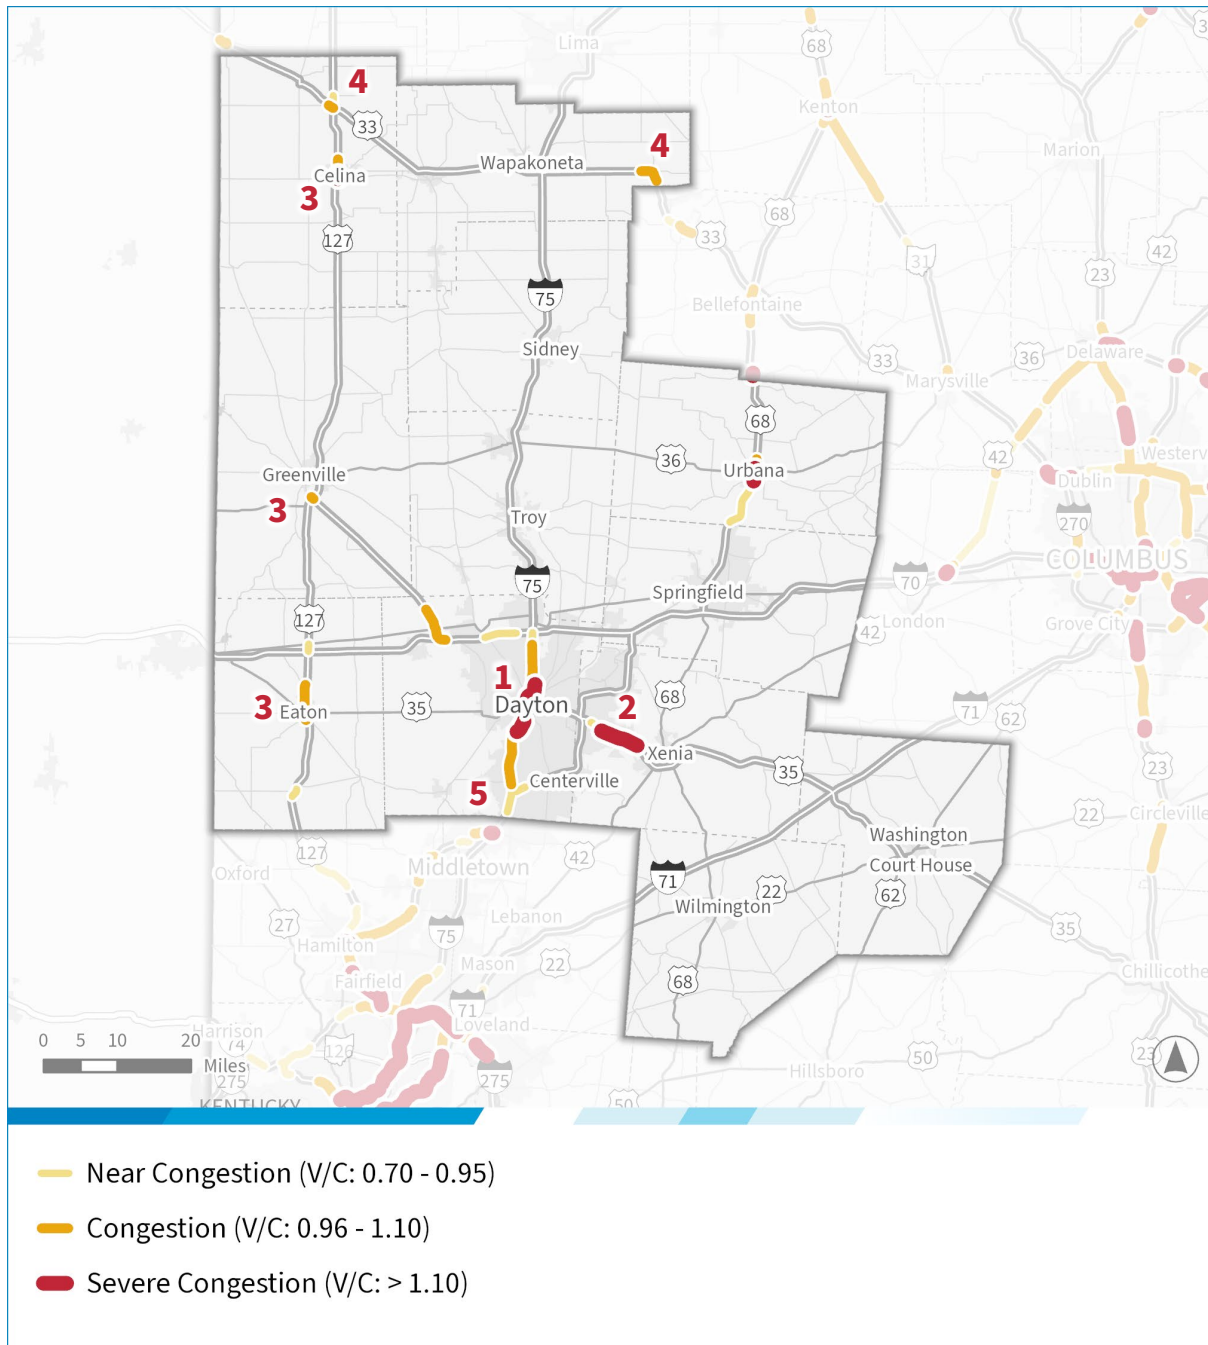 Lima
68
4
33
Kenton
Marion
Wapakoneta
4
Celina
3
127
68
33
31
42
23
75
Bellefontaine
Sidney
33
36
Delaware
Marysville
68
Greenville
36
Urbana
42
Westerv
Dublin
3
Troy
270
COLUMBUS
75
Springfield
70
127
London
42
Grove City
1
68
3
Eaton
35
Dayton
2
71
62
Xenia
35
23
5
Centerville
22
Circleville
127
42
Washington
Court House
Oxford
Middletown
71
22
62
Wilmington
27
Lebanon
75
35
Hamilton
Mason
22
Fairfield
68
Chillicothe
71
Harrison
74
Loveland
0 5 10 20
Miles
126
275
275
50
23
Hillsboro
50
KENTUCKY
Near Congestion (V/C: 0.70 - 0.95)
Congestion (V/C: 0.96 - 1.10)
Severe Congestion (V/C: > 1.10)